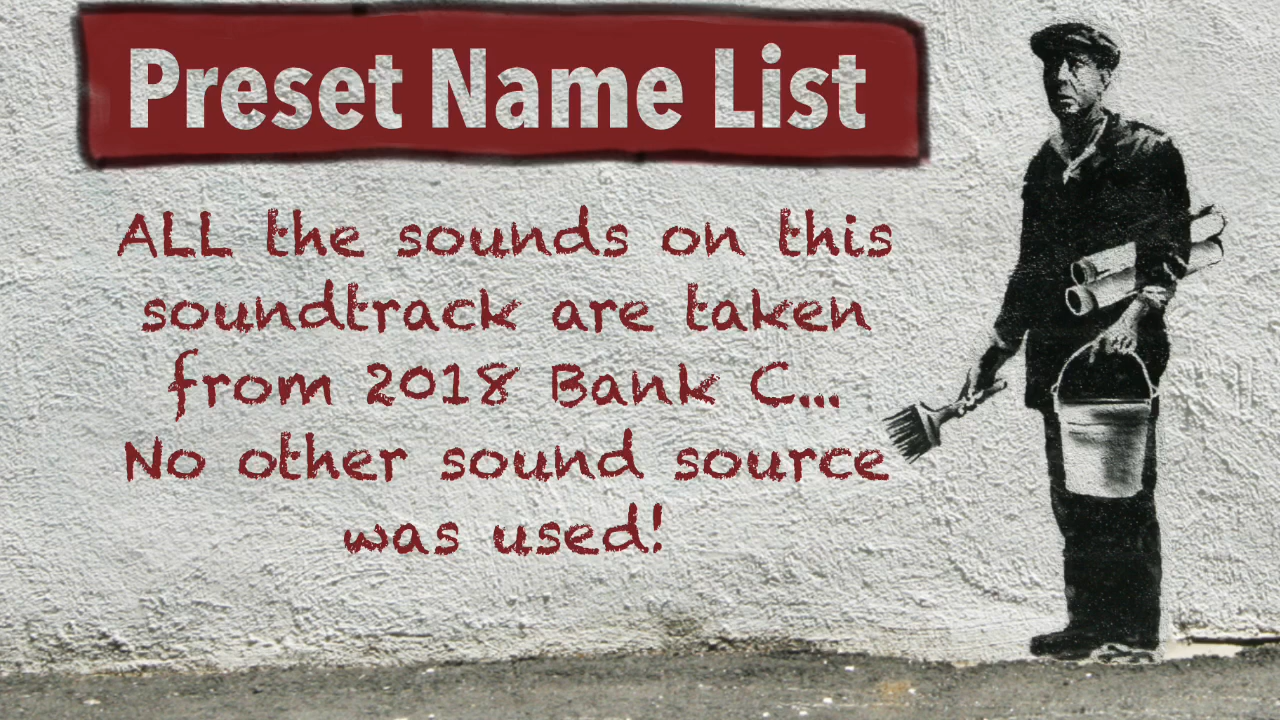 Preset Name List
ALL the sounds on this
soundtrack are taken
from 2018 Bank C...
No other sound source
was used!